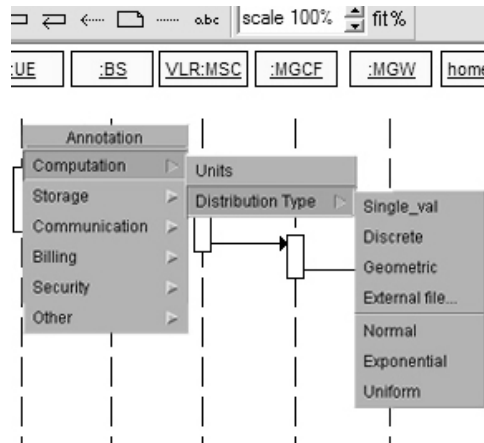 abc scale 100% fit%
:UE :BS VLR:MSC :MGCF :MGW home
Annotation
Computation
Storage
Communication
Billing
Security
Other
Units
Distribution Type
Single_val
Discrete
Geometric
External file...
Normal
Exponential
Uniform